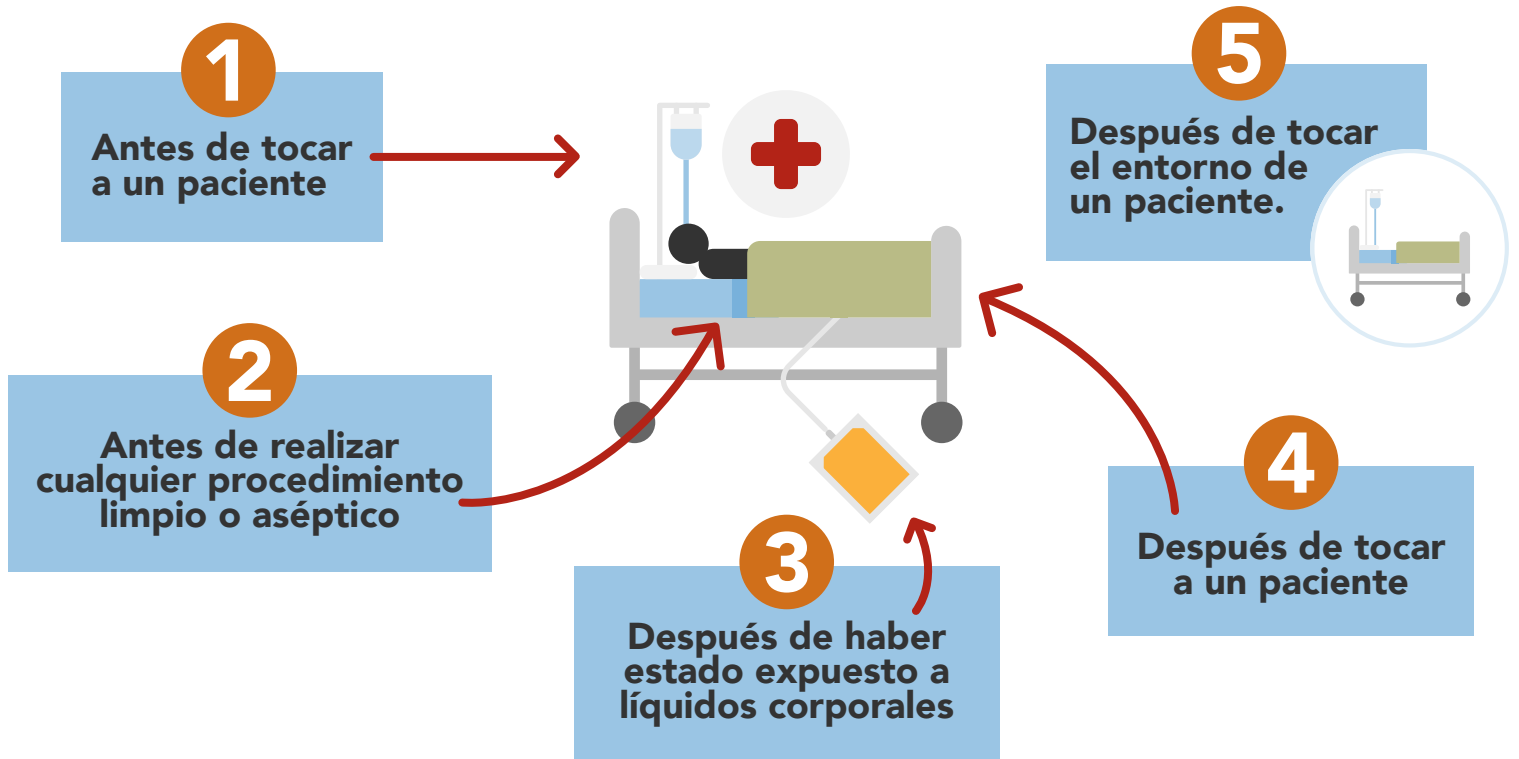 1
Antes de tocar
a un paciente
2
Antes de realizar
cualquier procedimiento
limpio o aséptico
3
Después de haber
estado expuesto a
líquidos corporales
4
Después de tocar
a un paciente
5
Después de tocar
el entorno de
un paciente.